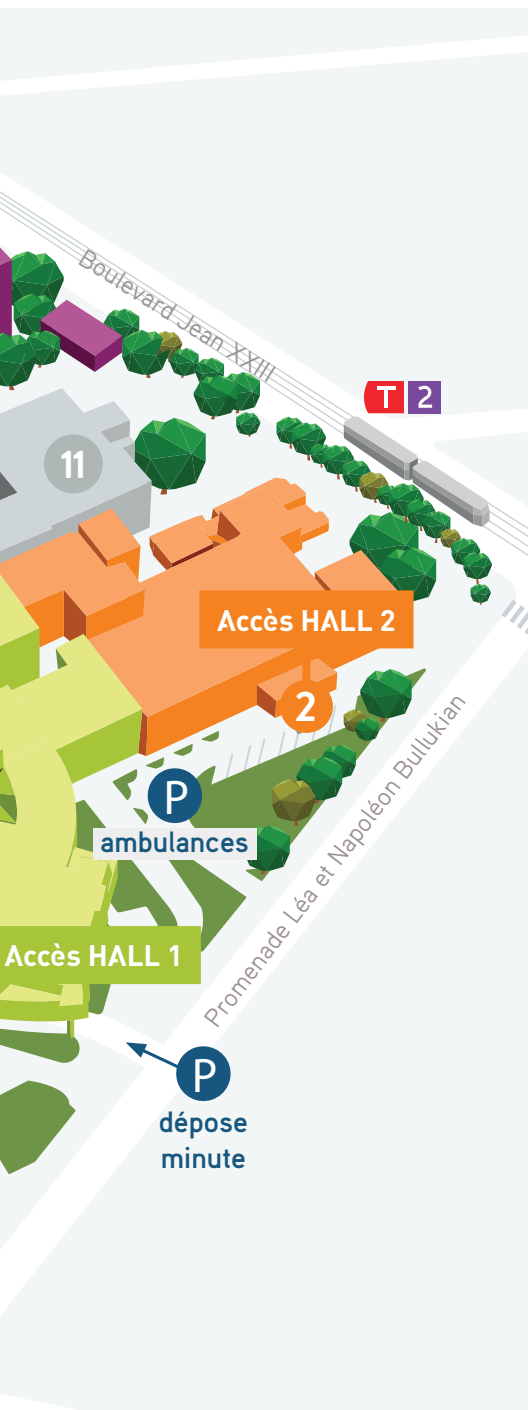 Boulevard Jean XXIII
T 2
11
Accès HALL 2
2
P
ambulances
Promenade Léa et Napoléon Bullukian
Accès HALL 1
P
dépose
minute